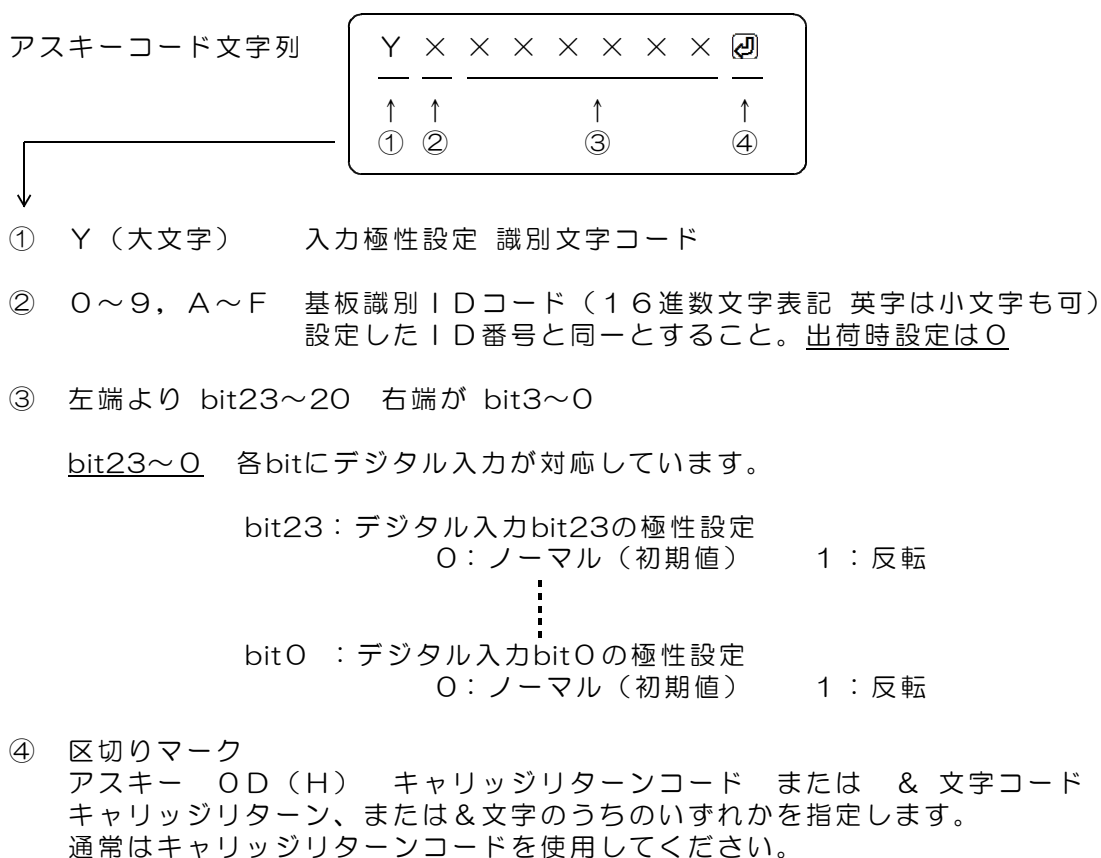 アスキーコード文字列
Y × × × × × × ×
↑ ↑ ↑ ↑
① ② ③ ④
① Y（大文字） 入力極性設定 識別文字コード
② 0～9，A～F 基板識別IDコード（16進数文字表記 英字は小文字も可）
設定したID番号と同一とすること。出荷時設定は0
③ 左端より bit23～20 右端が bit3～0
bit23～0 各bitにデジタル入力が対応しています。
bit23：デジタル入力bit23の極性設定
0：ノーマル（初期値） 1：反転
bit0 ：デジタル入力bit0の極性設定
0：ノーマル（初期値） 1：反転
④ 区切りマーク
アスキー 0D（H） キャリッジリターンコード または ＆ 文字コード
キャリッジリターン、または＆文字のうちのいずれかを指定します。
通常はキャリッジリターンコードを使用してください。